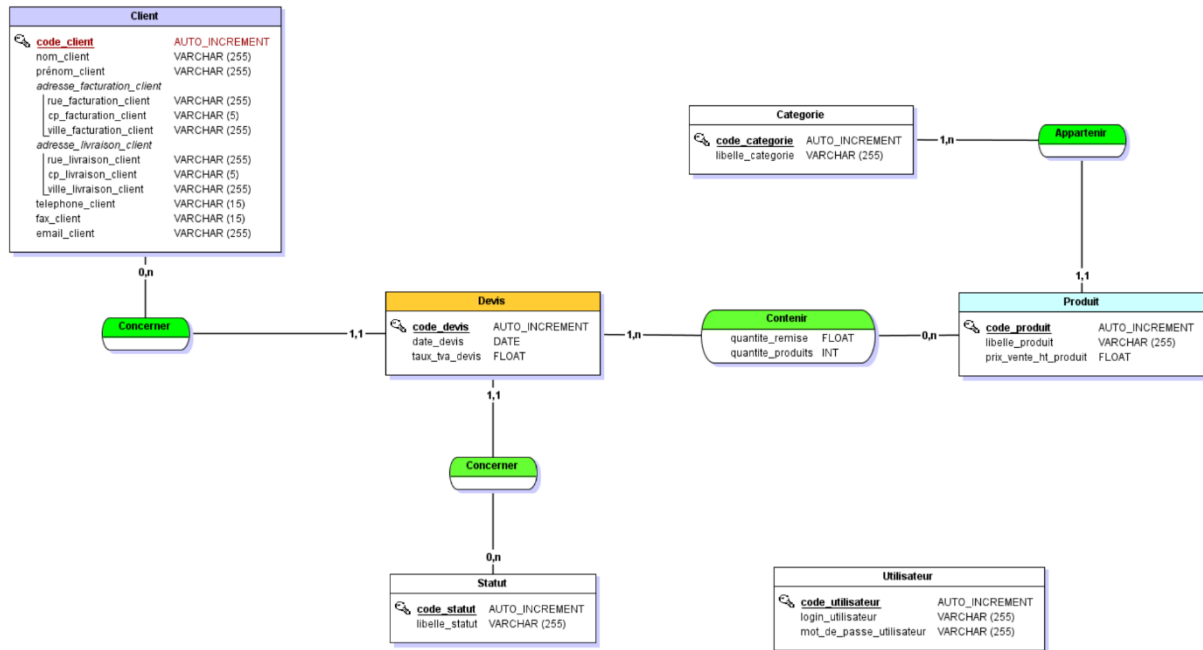 Client
code_client AUTO_INCREMENT
nom_client VARCHAR (255)
prénom_client VARCHAR (255)
adresse_facturation_client
rue_facturation_client VARCHAR (255)
cp_facturation_client VARCHAR (5)
ville_facturation_client VARCHAR (255)
adresse_livraison_client
rue_livraison_client VARCHAR (255)
cp_livraison_client VARCHAR (5)
ville_livraison_client VARCHAR (255)
telephone_client VARCHAR (15)
fax_client VARCHAR (15)
email_client VARCHAR (255)
Categorie
code_categorie AUTO_INCREMENT
libelle_categorie VARCHAR (255)
1,n
Appartenir
0,n
1,1
Concerner
1,1
Devis
code_devis AUTO_INCREMENT
date_devis DATE
taux_tva_devis FLOAT
1,n
Contenir
quantite_remise FLOAT
quantite_produits INT
0,n
Produit
code_produit AUTO_INCREMENT
libelle_produit VARCHAR (255)
prix_vente_ht_produit FLOAT
1,1
Concerner
0,n
Statut
code_statut AUTO_INCREMENT
libelle_statut VARCHAR (255)
Utilisateur
code_utilisateur AUTO_INCREMENT
login_utilisateur VARCHAR (255)
mot_de_passe_utilisateur VARCHAR (255)